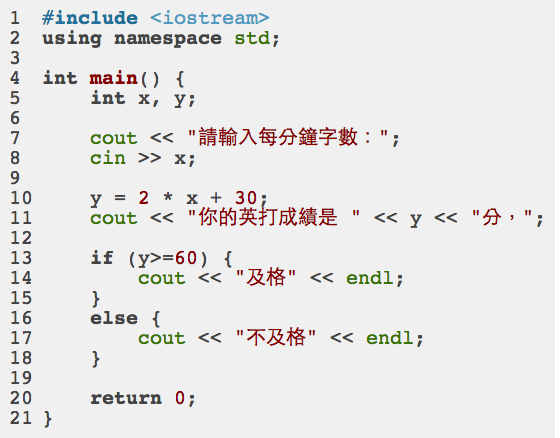 1 #include <iostream>
2 using namespace std;
3
4 int main() {
5     int x, y;
6
7     cout << "請輸入每分鐘字數：";
8     cin >> x;
9
10     y = 2 * x + 30;
11     cout << "你的英打成績是 " << y << "分，";
12
13     if (y>=60) {
14         cout << "及格" << endl;
15     }
16     else {
17         cout << "不及格" << endl;
18     }
19
20     return 0;
21 }